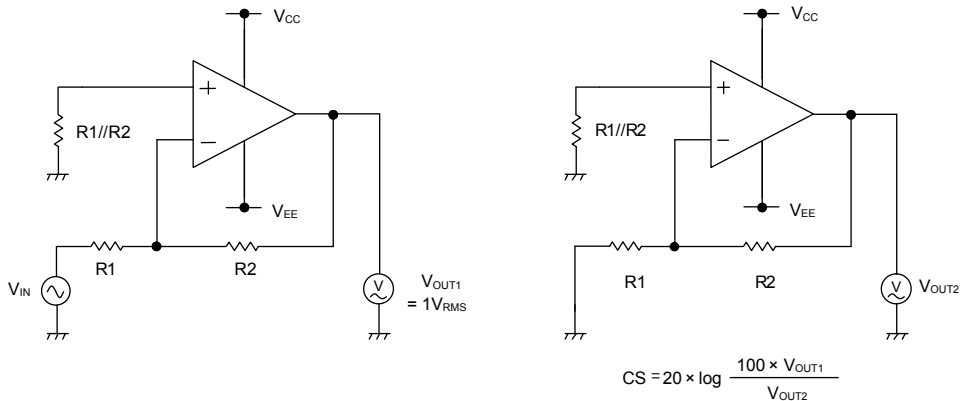 VCC
+
R1//R2
−
VEE
R1
R2
VIN
V
VOUT1
= 1VRMS
VCC
+
R1//R2
−
VEE
R1
R2
V
VOUT2
CS = 20 × log 100 × VOUT1
VOUT2